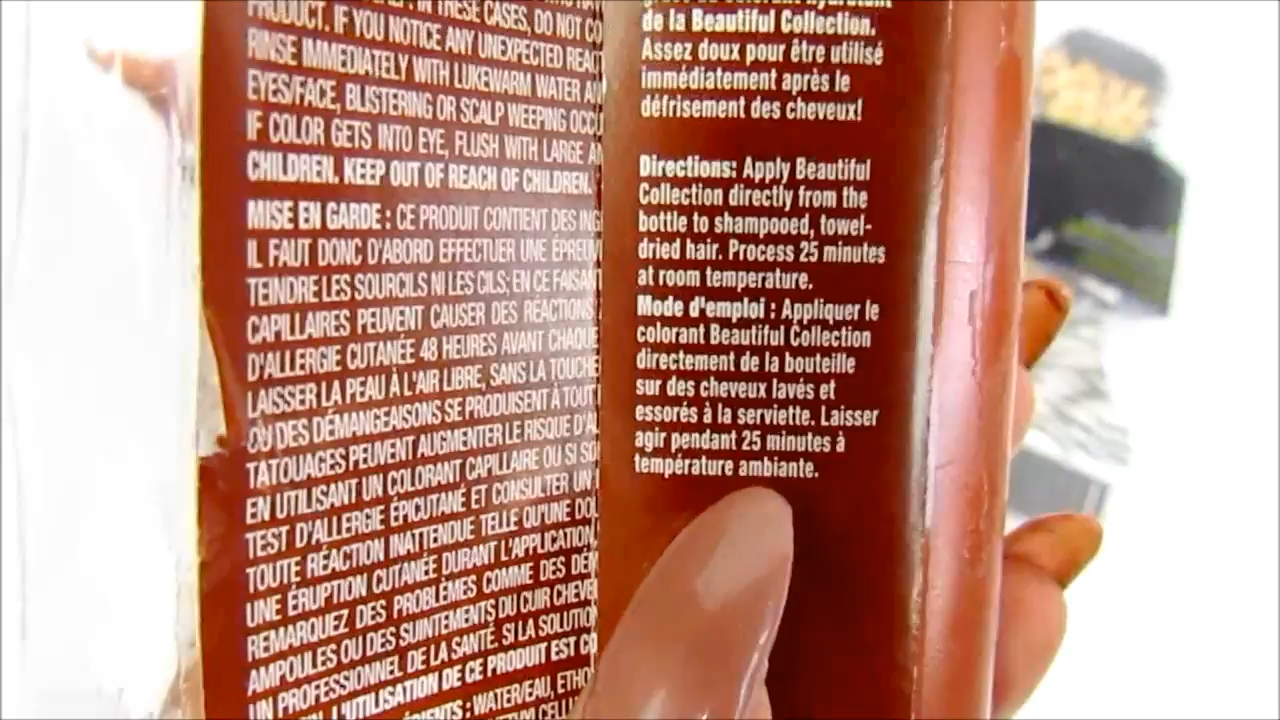 IN THESE CASES, DO NOT
PRODUCT. IF YOU NOTICE ANY UNEXPECTED
RINSE IMMEDIATELY WITH LUKEWARM WATER
EYES/FACE, BLISTERING OR SCALP WEEPING
IF COLOR GETS INTO EYE, FLUSH WITH LARGE
CHILDREN. KEEP OUT OF REACH OF CHILDREN.
MISE EN GARDE : CE PRODUIT CONTIENT DES
IL FAUT DONC D'ABORD EFFECTUER UNE
TEINDRE LES SOURCILS NI LES CILS; EN CE FAISAN
CAPILLAIRES PEUVENT CAUSER DES RÉACTIONS
D'ALLERGIE CUTANÉE 48 HEURES AVANT CHAQUE
LAISSER LA PEAU À L'AIR LIBRE, SANS LA TOUCHE
OU DES DÉMANGEAISONS SE PRODUISENT À TOUT
TATOUAGES PEUVENT AUGMENTER LE RISQUE
EN UTILISANT UN COLORANT CAPILLAIRE OU SI
TEST D'ALLERGIE ÉPICUTANÉ ET CONSULTER UN
TOUTE RÉACTION INATTENDUE TELLE QU'UNE
UNE ÉRUPTION CUTANÉE DURANT L'APPLICATION,
REMARQUEZ DES PROBLÈMES COMME DES
AMPOULES OU DES SUINTEMENTS DU CUIR
UN PROFESSIONNEL DE LA SANTÉ. SI LA SOLUTION
L'UTILISATION DE CE PRODUIT EST
WATER/EAU,
de la Beautiful Collection.
Assez doux pour être utilisé
immédiatement après le
défrisement des cheveux!
Directions: Apply Beautiful
Collection directly from the
bottle to shampooed, towel-
dried hair. Process 25 minutes
at room temperature.
Mode d'emploi : Appliquer le
colorant Beautiful Collection
directement de la bouteille
sur des cheveux lavés et
essorés à la serviette. Laisser
agir pendant 25 minutes à
température ambiante.